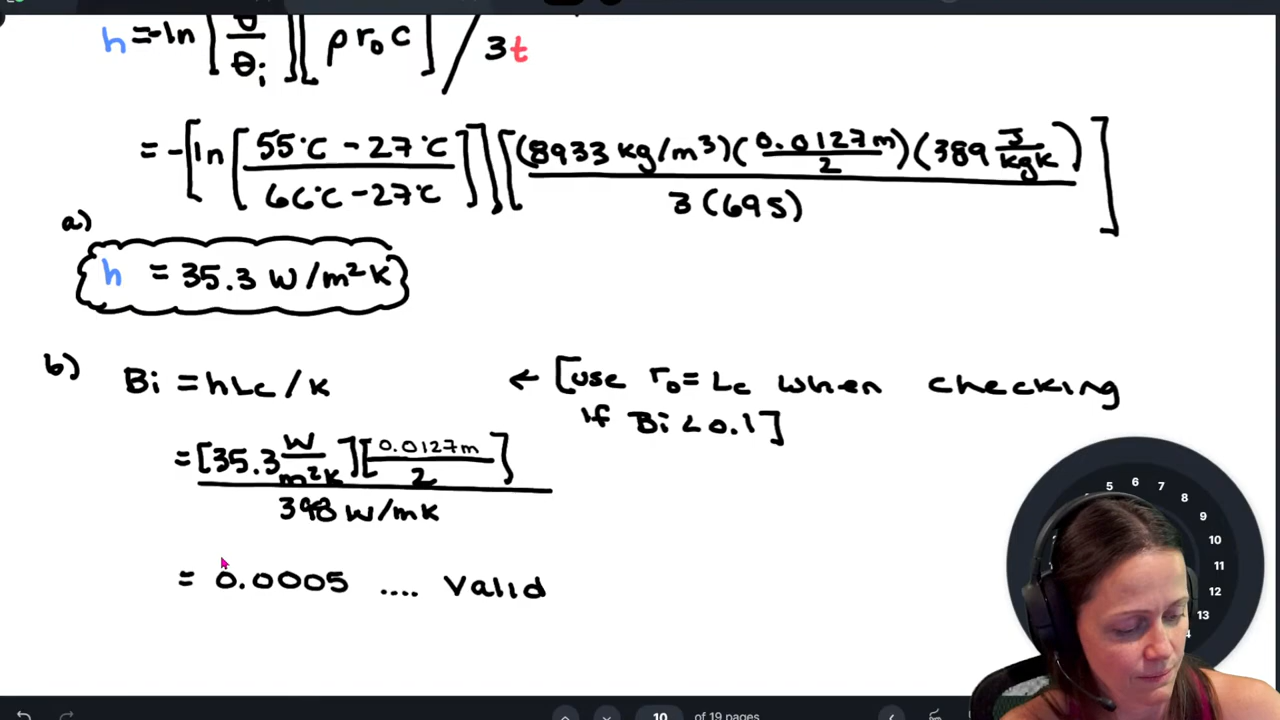 h = -ln [θ/θi] [ρ r₀ c] / 3t
= -[ln [55°C - 27°C / 66°C - 27°C]] [(8933 kg/m³)(0.0127m/2)(389 J/kgK) / 3(695)]
a)
h = 35.3 W/m²K
b) Bi = hLc/K ← [use r₀ = Lc when checking
if Bi < 0.1]
= [35.3 W/m²K][0.0127m/2]
398 W/mK
= 0.0005 .... Valid
5 6 7 8 9 10 11 12 13
10 of 19 pages